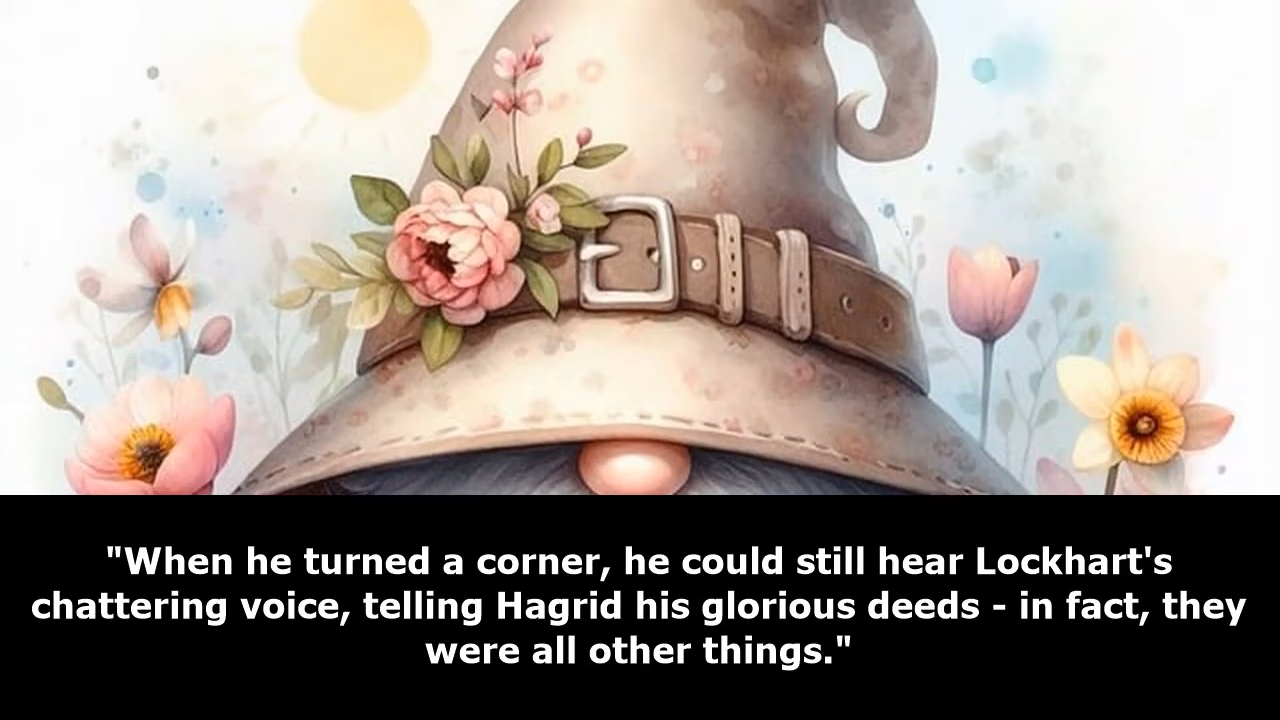 "When he turned a corner, he could still hear Lockhart's
chattering voice, telling Hagrid his glorious deeds - in fact, they
were all other things."